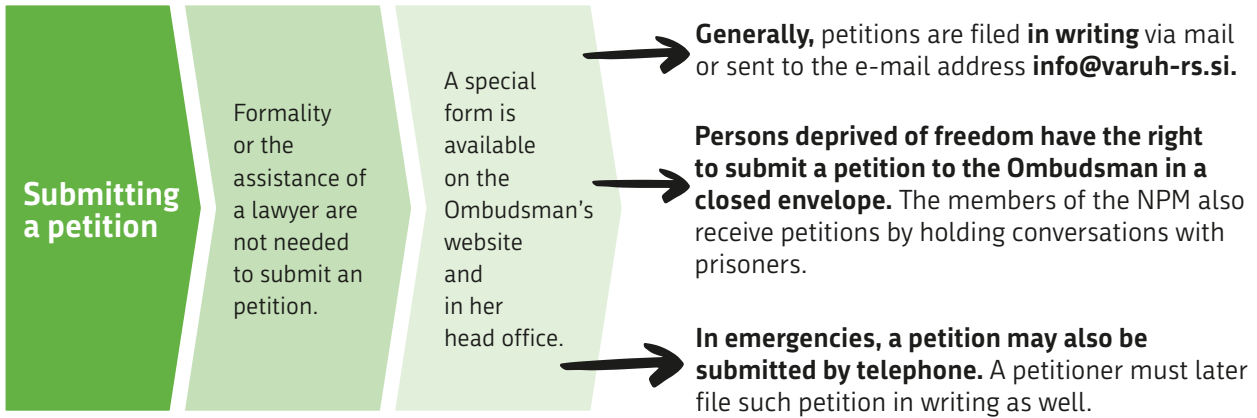 Submitting
a petition
Formality
or the
assistance of
a lawyer are
not needed
to submit an
petition.
A special
form is
available
on the
Ombudsman's
website
and
in her
head office.
Generally, petitions are filed in writing via mail
or sent to the e-mail address info@varuh-rs.si.
Persons deprived of freedom have the right
to submit a petition to the Ombudsman in a
closed envelope. The members of the NPM also
receive petitions by holding conversations with
prisoners.
In emergencies, a petition may also be
submitted by telephone. A petitioner must later
file such petition in writing as well.